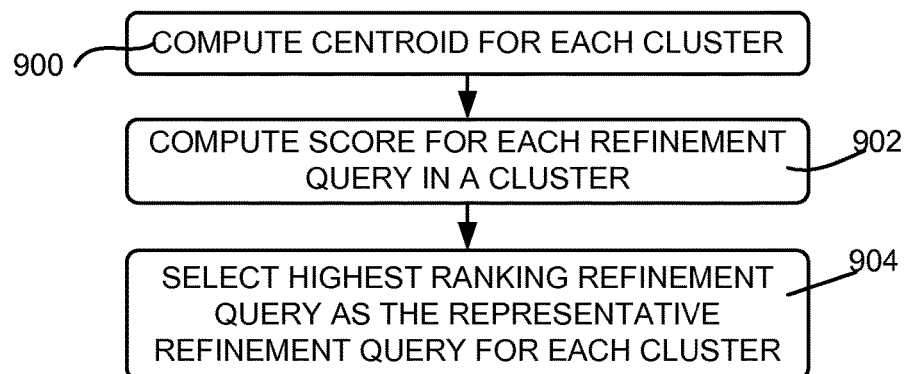 COMPUTE CENTROID FOR EACH CLUSTER
900
COMPUTE SCORE FOR EACH REFINEMENT
QUERY IN A CLUSTER
902
SELECT HIGHEST RANKING REFINEMENT
QUERY AS THE REPRESENTATIVE
REFINEMENT QUERY FOR EACH CLUSTER
904